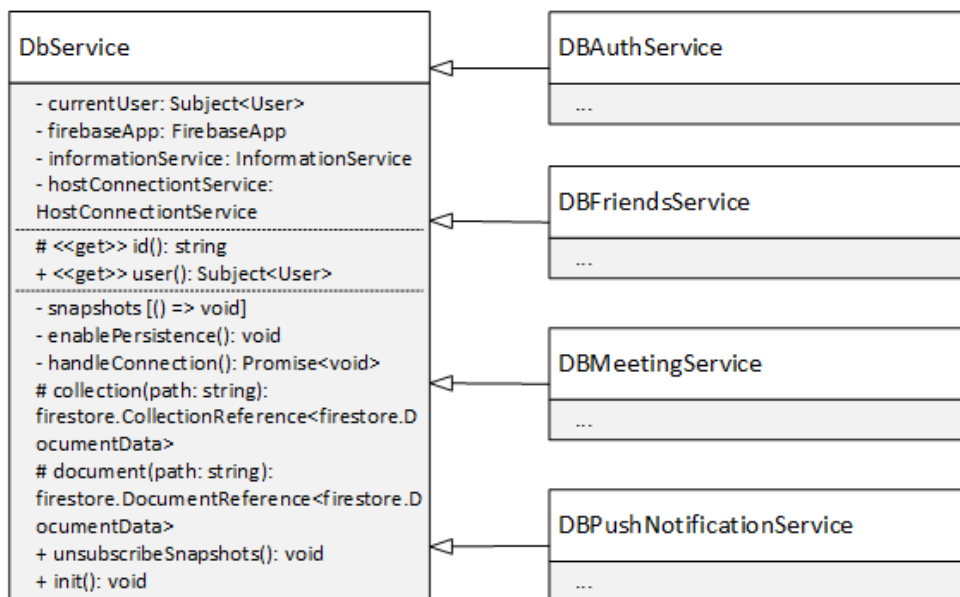 DbService
- currentUser: Subject<User>
- firebaseApp: FirebaseApp
- informationService: InformationService
- hostConnectiontService:
HostConnectiontService
# <<get>> id(): string
+ <<get>> user(): Subject<User>
- snapshots [() => void]
- enablePersistence(): void
- handleConnection(): Promise<void>
# collection(path: string):
firestore.CollectionReference<firestore.D
ocumentData>
# document(path: string):
firestore.DocumentReference<firestore.D
ocumentData>
+ unsubscribeSnapshots(): void
+ init(): void
DBAuthService
...
DBFriendsService
...
DBMeetingService
...
DBPushNotificationService
...